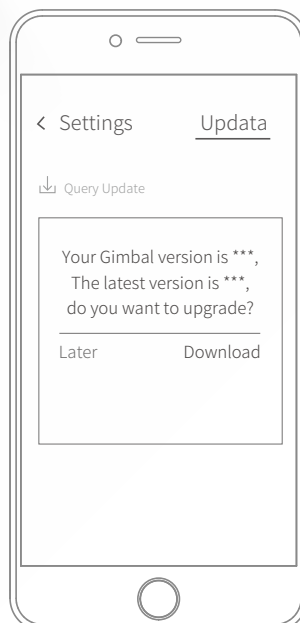 < Settings Updata
Query Update
Your Gimbal version is ***,
The latest version is ***,
do you want to upgrade?
Later Download